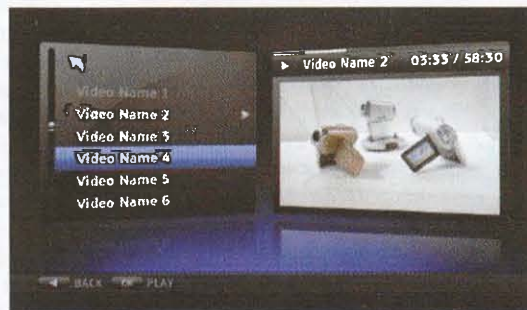 Video Name 1
Video Name 2
Video Name 3
Video Name 4
Video Name 5
Video Name 6
Video Name 2 03:33 / 58:30
BACK OK PLAY